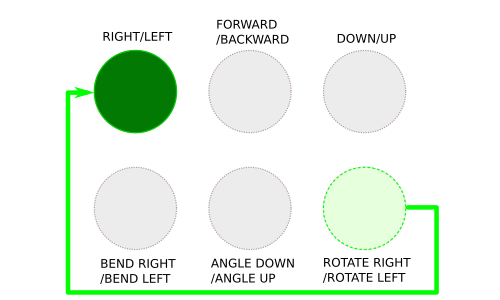 RIGHT/LEFT
FORWARD
/BACKWARD
DOWN/UP
BEND RIGHT
/BEND LEFT
ANGLE DOWN
/ANGLE UP
ROTATE RIGHT
/ROTATE LEFT